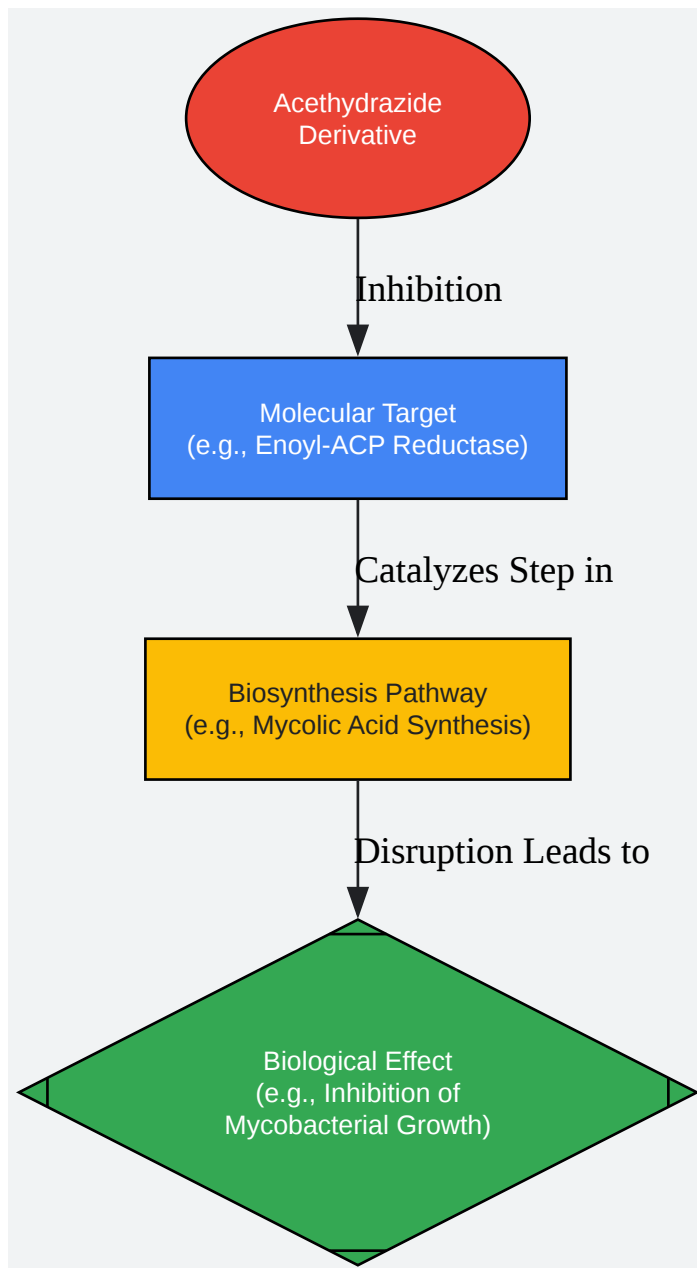 Acethydrazide
Derivative
Inhibition
Molecular Target
(e.g., Enoyl-ACP Reductase)
Catalyzes Step in
Biosynthesis Pathway
(e.g., Mycolic Acid Synthesis)
Disruption Leads to
Biological Effect
(e.g., Inhibition of
Mycobacterial Growth)